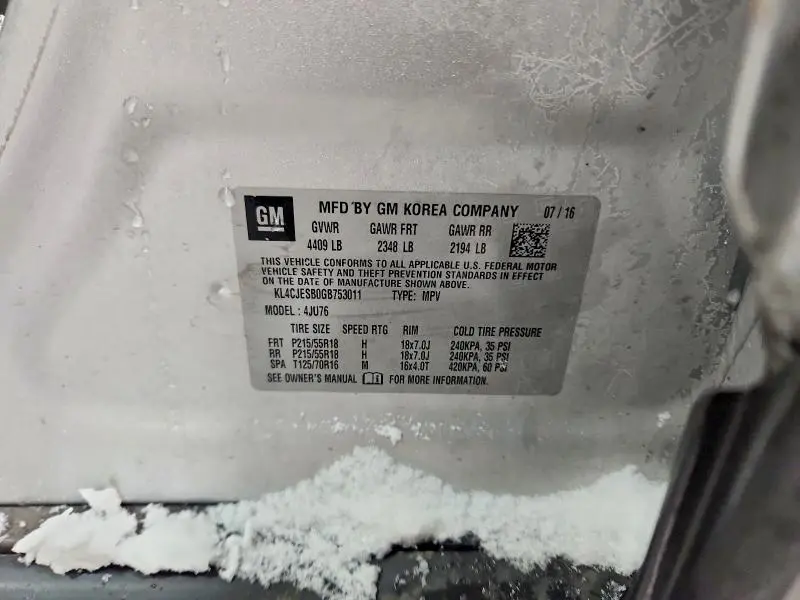 GM MFD BY GM KOREA COMPANY 07 / 16
GVWR GAWR FRT GAWR RR
4409 LB 2348 LB 2194 LB
THIS VEHICLE CONFORMS TO ALL APPLICABLE U.S. FEDERAL MOTOR
VEHICLE SAFETY AND THEFT PREVENTION STANDARDS IN EFFECT
ON THE DATE OF MANUFACTURE SHOWN ABOVE.
KL4CJESB0GB753011 TYPE: MPV
MODEL : 4JU76
TIRE SIZE SPEED RTG RIM COLD TIRE PRESSURE
FRT P215/55R18 H 18x7.0J 240KPA, 35 PSI
RR P215/55R18 H 18x7.0J 240KPA, 35 PSI
SPA T125/70R16 M 16x4.0T 420KPA, 60 PSI
SEE OWNER'S MANUAL FOR MORE INFORMATION.